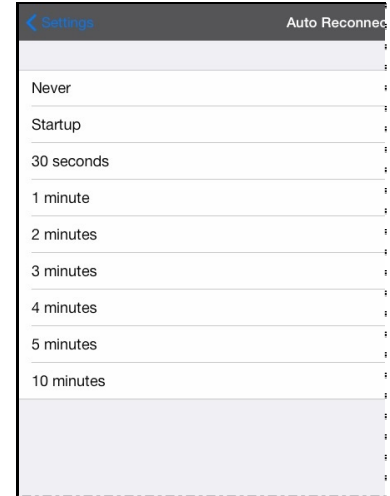 Settings
Auto Reconnec
Never
Startup
30 seconds
1 minute
2 minutes
3 minutes
4 minutes
5 minutes
10 minutes